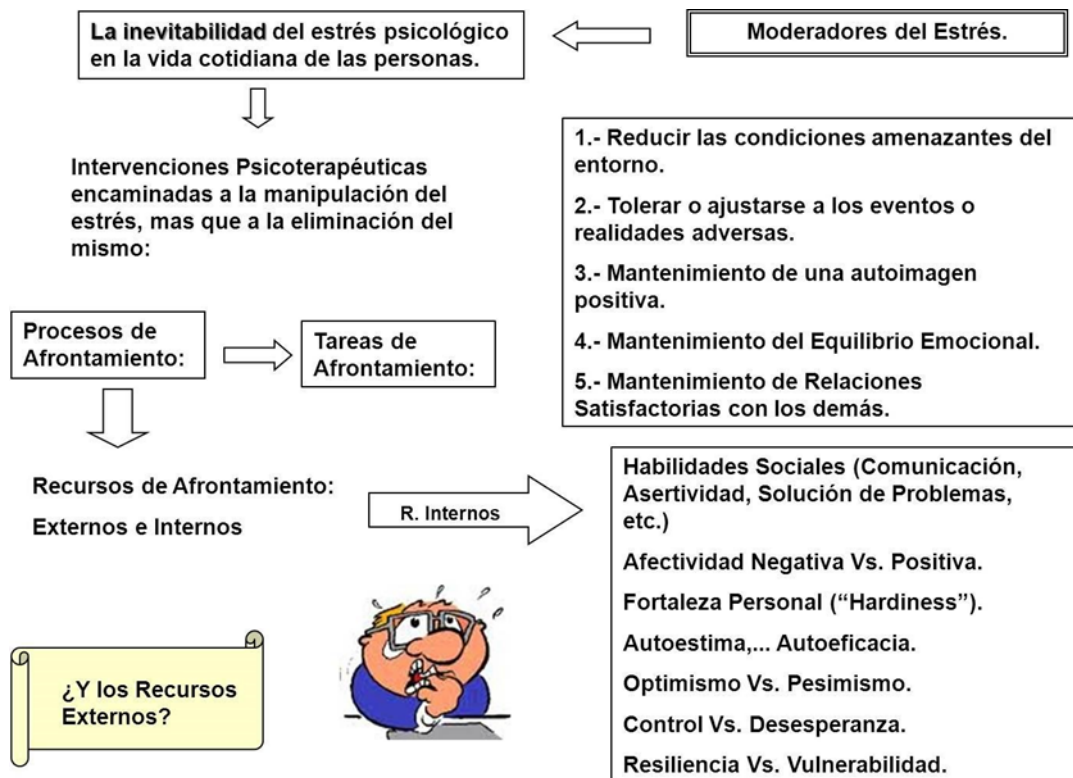 La inevitabilidad del estrés psicológico
en la vida cotidiana de las personas.
Moderadores del Estrés.
Intervenciones Psicoterapéuticas
encaminadas a la manipulación del
estrés, mas que a la eliminación del
mismo:
1.- Reducir las condiciones amenazantes del
entorno.
2.- Tolerar o ajustarse a los eventos o
realidades adversas.
3.- Mantenimiento de una autoimagen
positiva.
4.- Mantenimiento del Equilibrio Emocional.
5.- Mantenimiento de Relaciones
Satisfactorias con los demás.
Procesos de
Afrontamiento:
Tareas de
Afrontamiento:
Recursos de Afrontamiento:
Externos e Internos
R. Internos
Habilidades Sociales (Comunicación,
Asertividad, Solución de Problemas,
etc.)
Afectividad Negativa Vs. Positiva.
Fortaleza Personal (“Hardiness”).
Autoestima,... Autoeficacia.
Optimismo Vs. Pesimismo.
Control Vs. Desesperanza.
Resiliencia Vs. Vulnerabilidad.
¿Y los Recursos
Externos?